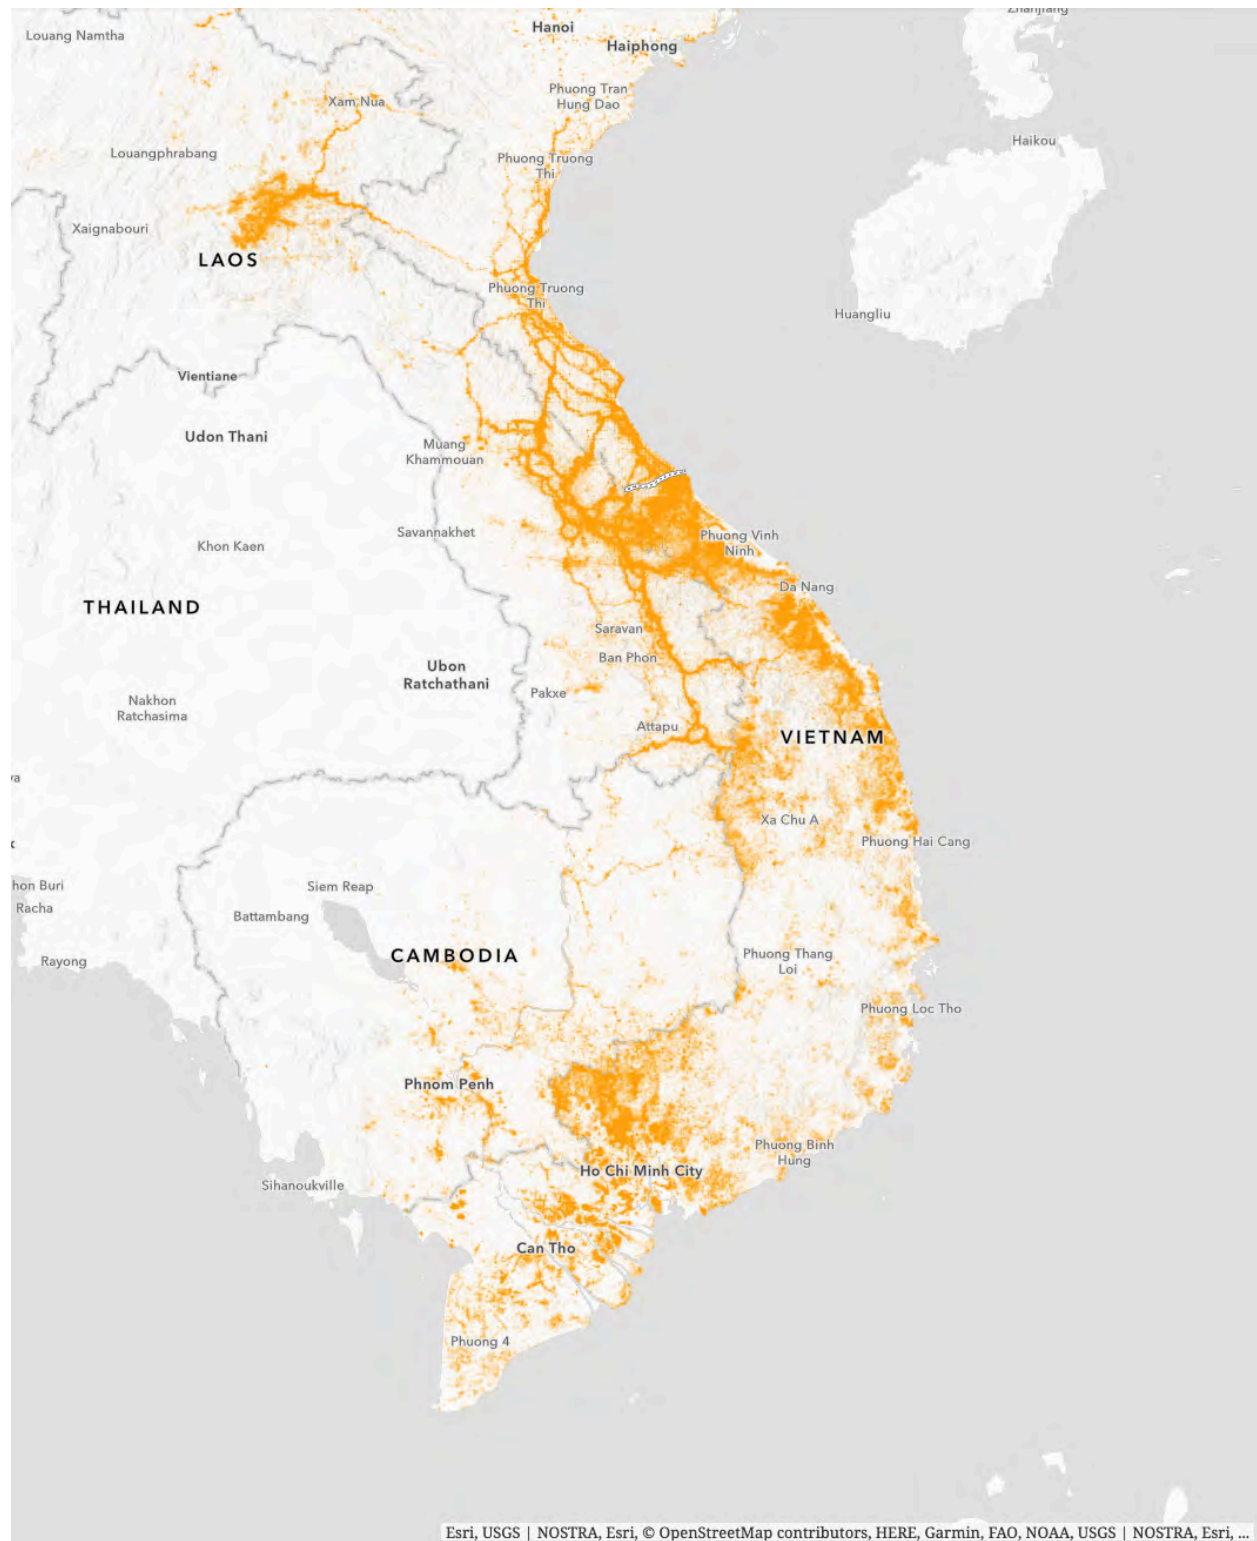 Zhanjiang
Hanoi
Louang Namtha
Haiphong
Phuong Tran
Hung Dao
Xam Nua
Haikou
Louangphrabang
Phuong Truong
Thi
Xaignabouri
LAOS
Phuong Truong
Thi
Huangliu
Vientiane
Udon Thani
Muang
Khammouan
Savannakhet
Phuong Vinh
Ninh
Khon Kaen
Da Nang
THAILAND
Saravan
Ban Phon
Ubon
Ratchathani
Pakxe
Nakhon
Ratchasima
Attapu
VIETNAM
Xa Chu A
Phuong Hai Cang
hon Buri
Siem Reap
Racha
Battambang
CAMBODIA
Phuong Thang
Loi
Rayong
Phuong Loc Tho
Phnom Penh
Phuong Binh
Hung
Ho Chi Minh City
Sihanoukville
Can Tho
Phuong 4
Esri, USGS | NOSTRA, Esri, © OpenStreetMap contributors, HERE, Garmin, FAO, NOAA, USGS | NOSTRA, Esri, ...